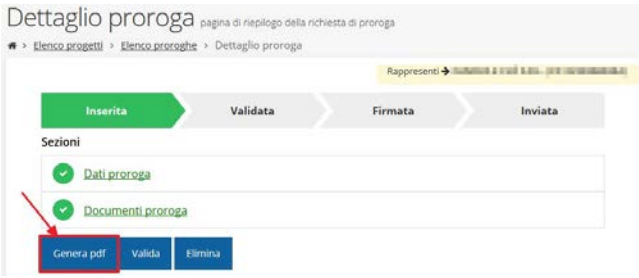 Dettaglio proroga pagina di riepilogo della richiesta di proroga
> Elenco progetti > Elenco proroghe > Dettaglio proroga
Rappresenti
Inserita Validata Firmata Inviata
Sezioni
Dati proroga
Documenti proroga
Genera pdf Valida Elimina